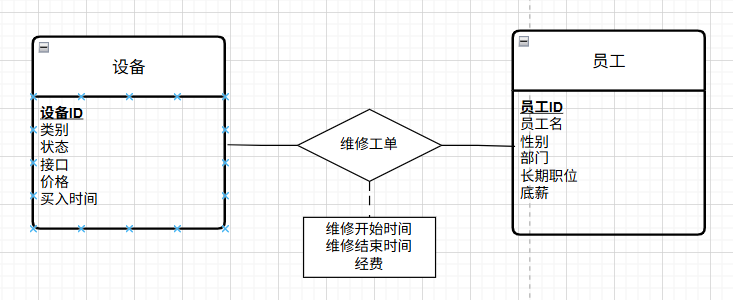 设备
设备ID
类别
状态
接口
价格
买入时间
维修工单
维修开始时间
维修结束时间
经费
员工
员工ID
员工名
性别
部门
长期职位
底薪